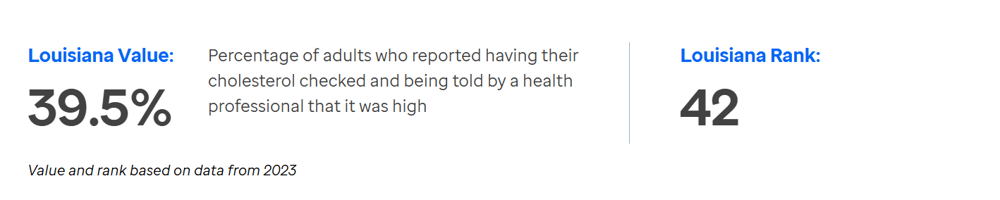 Louisiana Value:
39.5%
Percentage of adults who reported having their
cholesterol checked and being told by a health
professional that it was high
Louisiana Rank:
42
Value and rank based on data from 2023